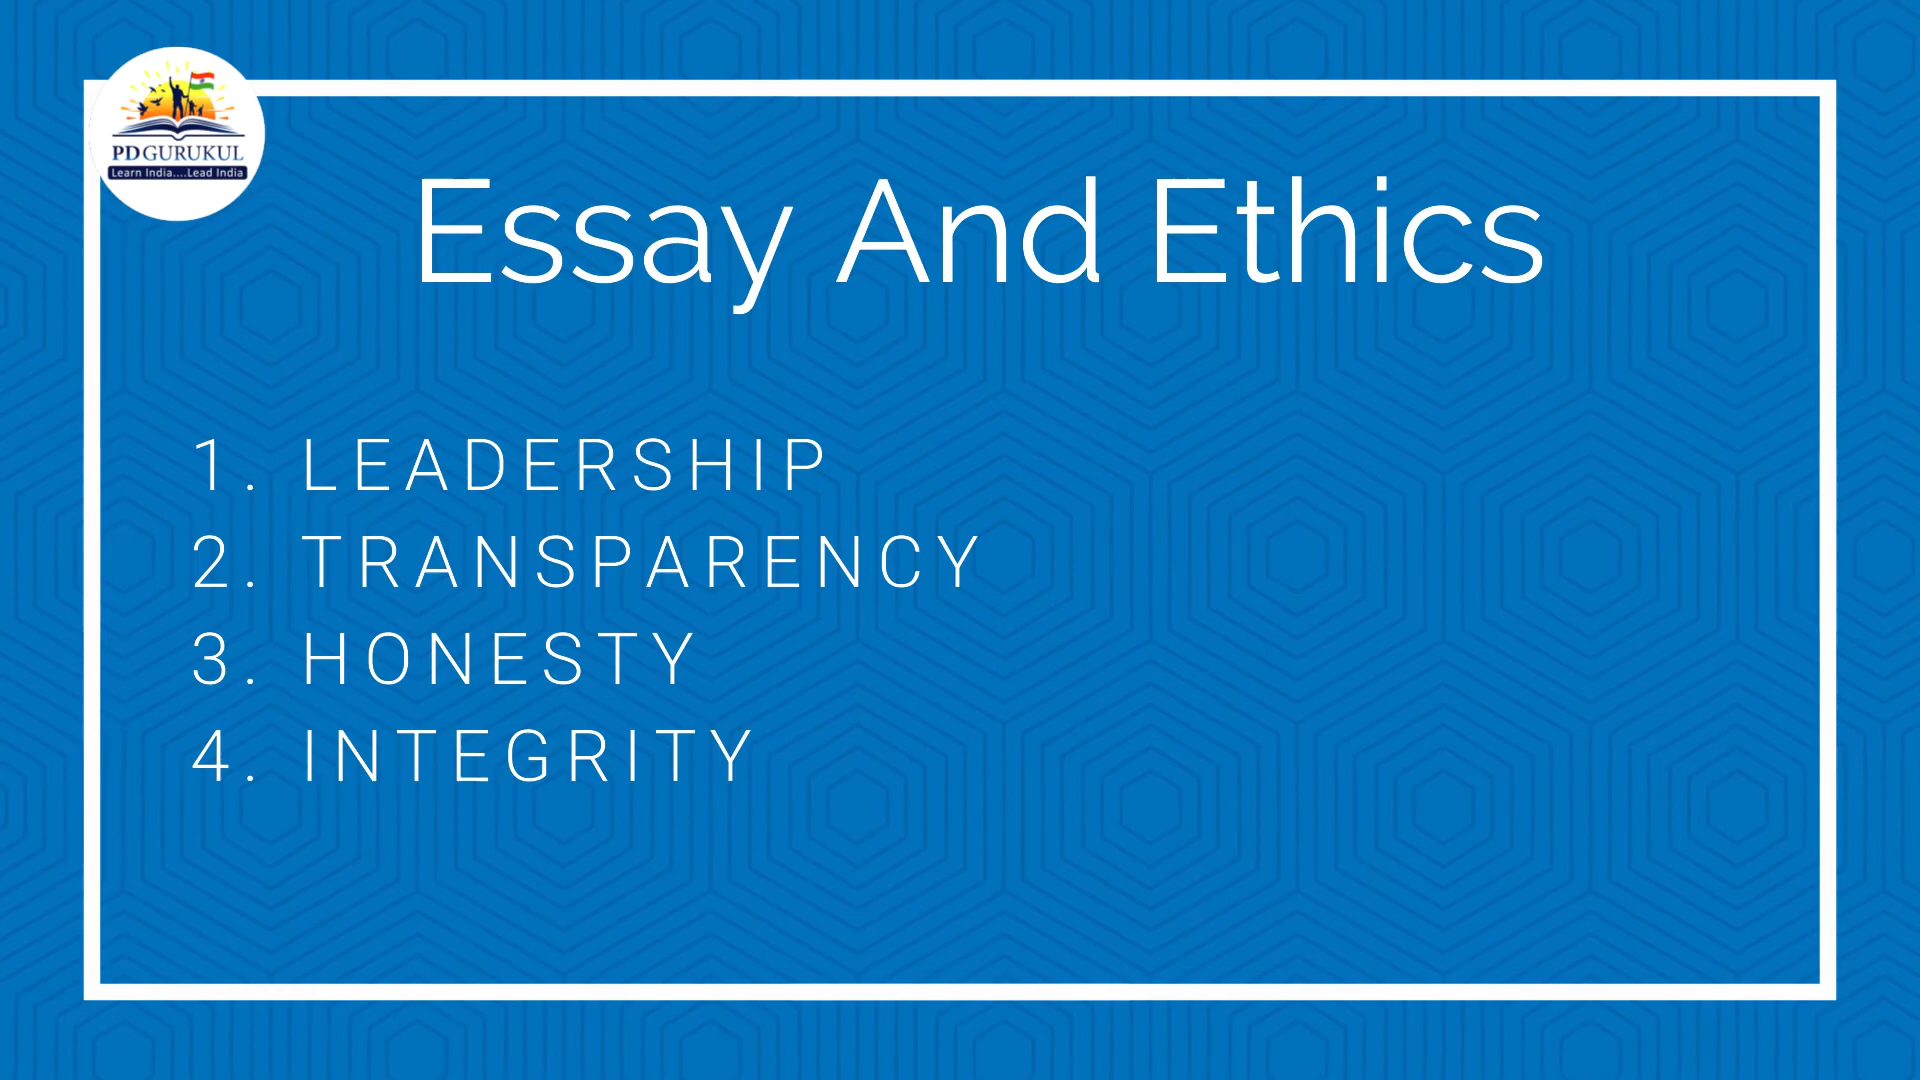 PD GURUKUL
Learn India....Lead India
Essay And Ethics
1. LEADERSHIP
2. TRANSPARENCY
3. HONESTY
4. INTEGRITY